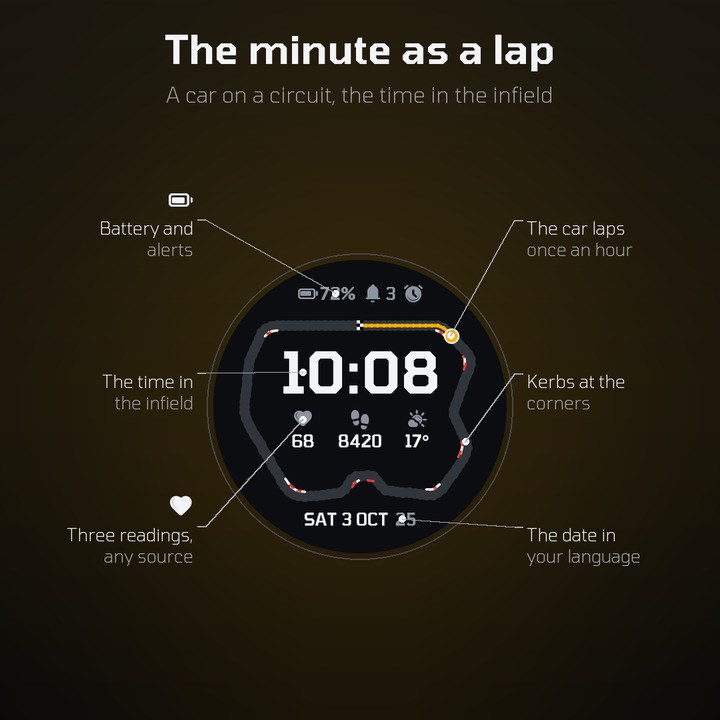 The minute as a lap
A car on a circuit, the time in the infield
Battery and
alerts
The car laps
once an hour
72% 3
10:08
The time in
the infield
Kerbs at the
corners
68 8420 17°
SAT 3 OCT 25
Three readings,
any source
The date in
your language